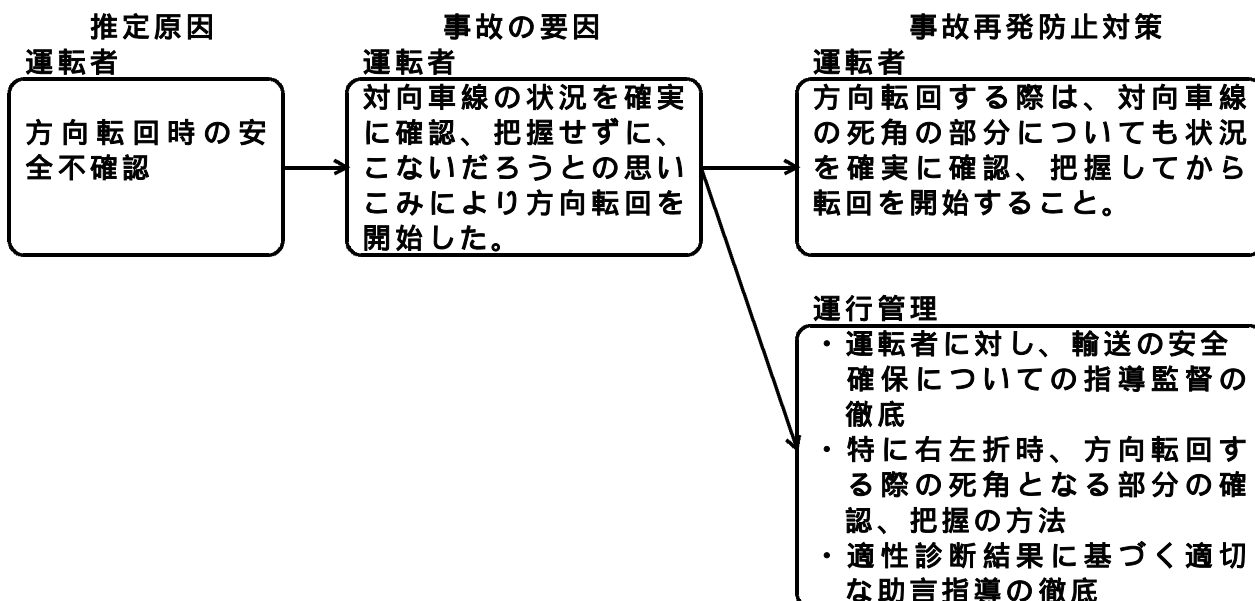 推定原因
運転者
方向転回時の安
全不確認
事故の要因
運転者
対向車線の状況を確実
に確認、把握せずに、
こないだろうとの思い
こみにより方向転回を
開始した。
事故再発防止対策
運転者
方向転回する際は、対向車線
の死角の部分についても状況
を確実に確認、把握してから
転回を開始すること。
運行管理
・運転者に対し、輸送の安全
確保についての指導監督の
徹底
・特に右左折時、方向転回す
る際の死角となる部分の確
認、把握の方法
・適性診断結果に基づく適切
な助言指導の徹底